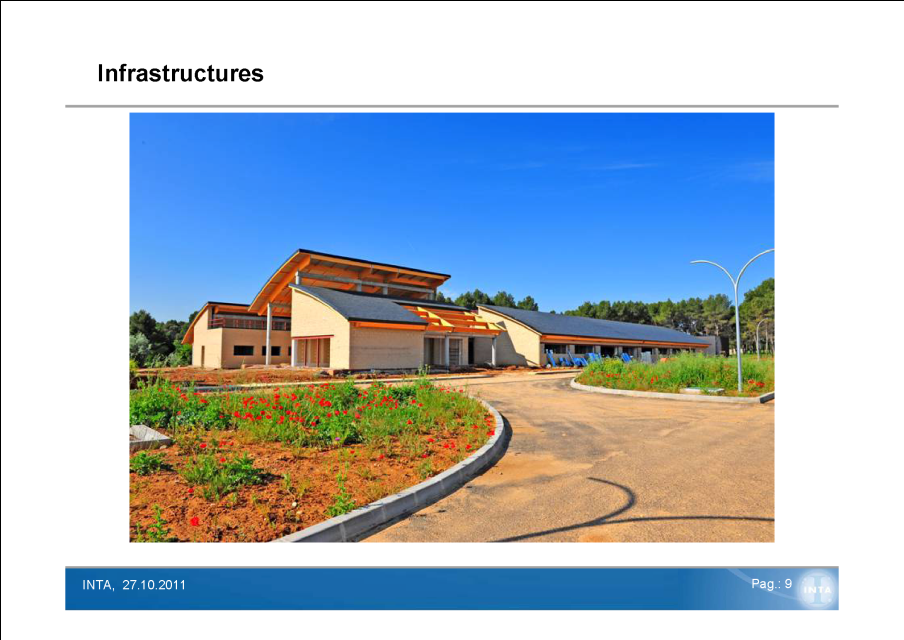 Infrastructures
INTA, 27.10.2011
Pag.: 9
INTA